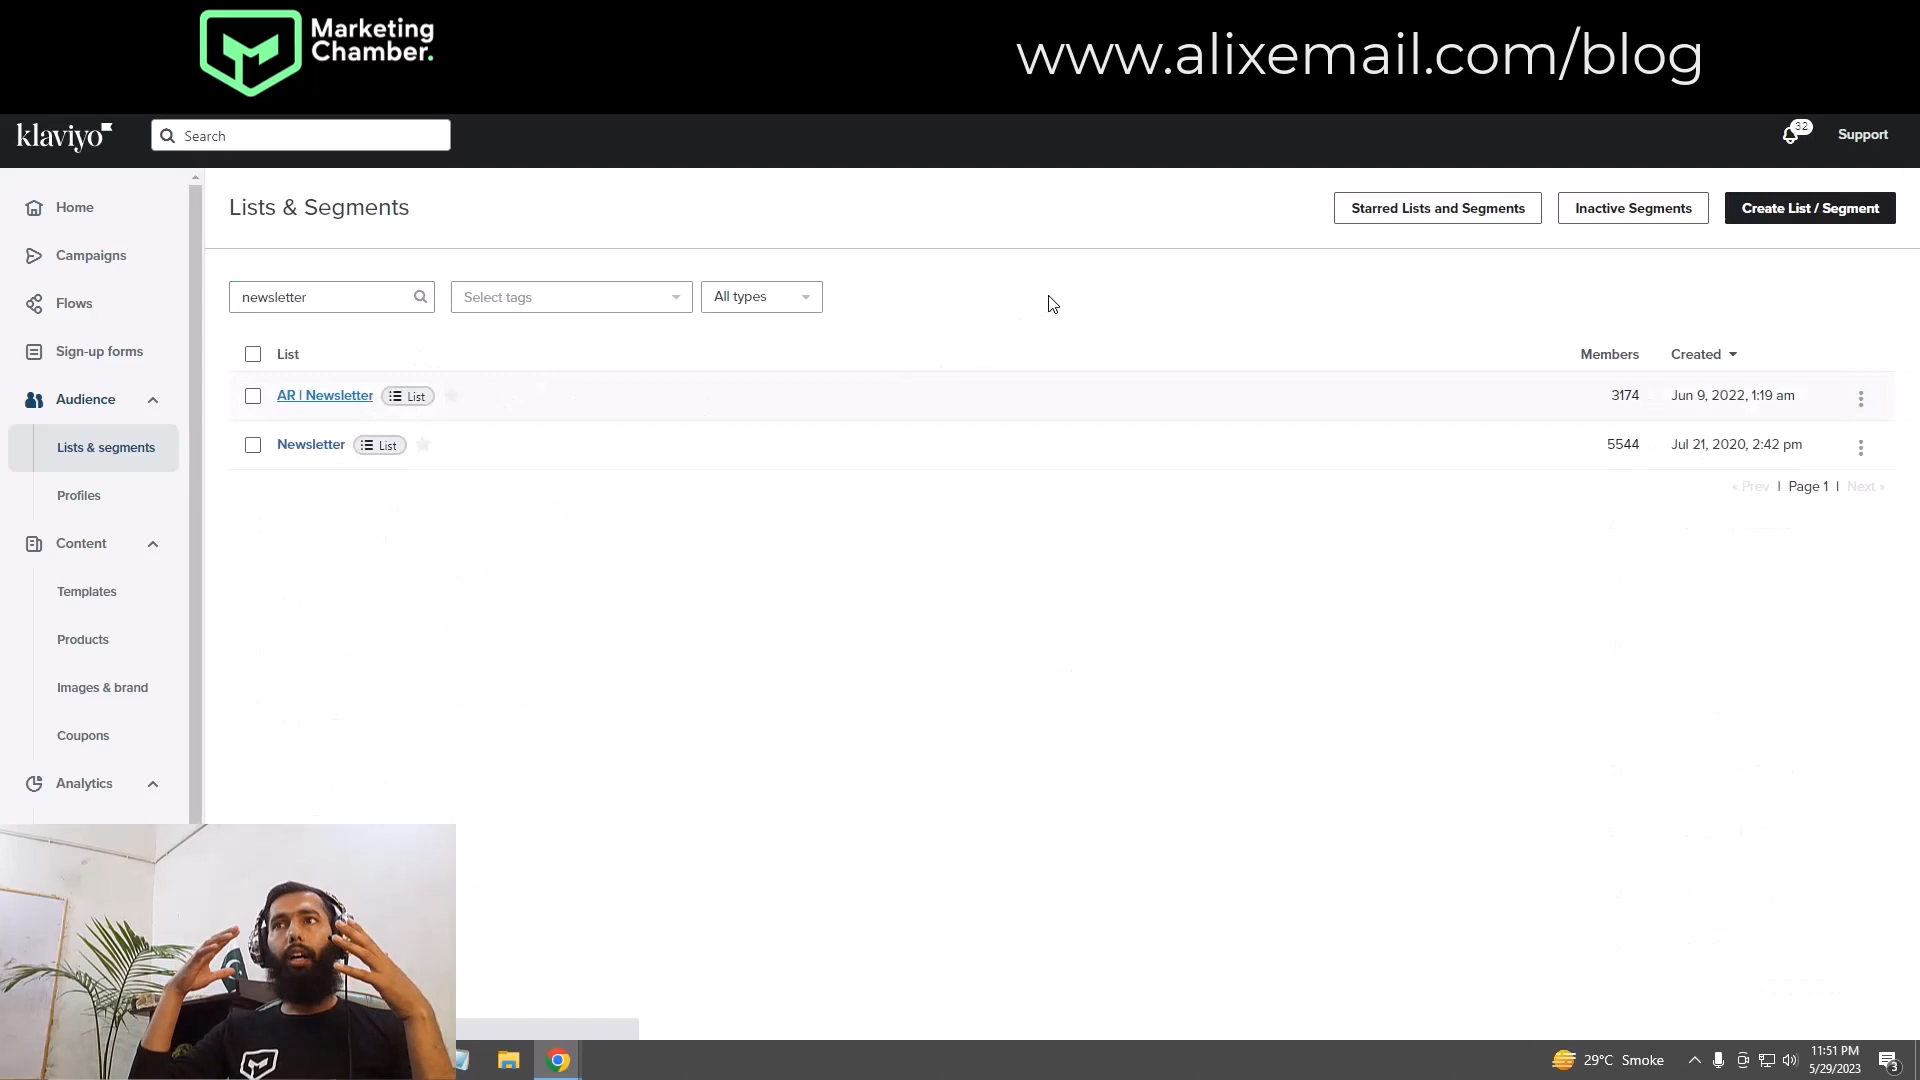 Marketing
Chamber.
www.alixemail.com/blog
klaviyo
Search
32
Support
Home
Campaigns
Flows
Sign-up forms
Audience
Lists & segments
Profiles
Content
Templates
Products
Images & brand
Coupons
Analytics
Lists & Segments
Starred Lists and Segments
Inactive Segments
Create List / Segment
newsletter
Select tags
All types
List
Members
Created
AR | Newsletter
List
3174
Jun 9, 2022, 1:19 am
Newsletter
List
5544
Jul 21, 2020, 2:42 pm
« Prev | Page 1 | Next »
29°C Smoke
11:51 PM
5/29/2023
3